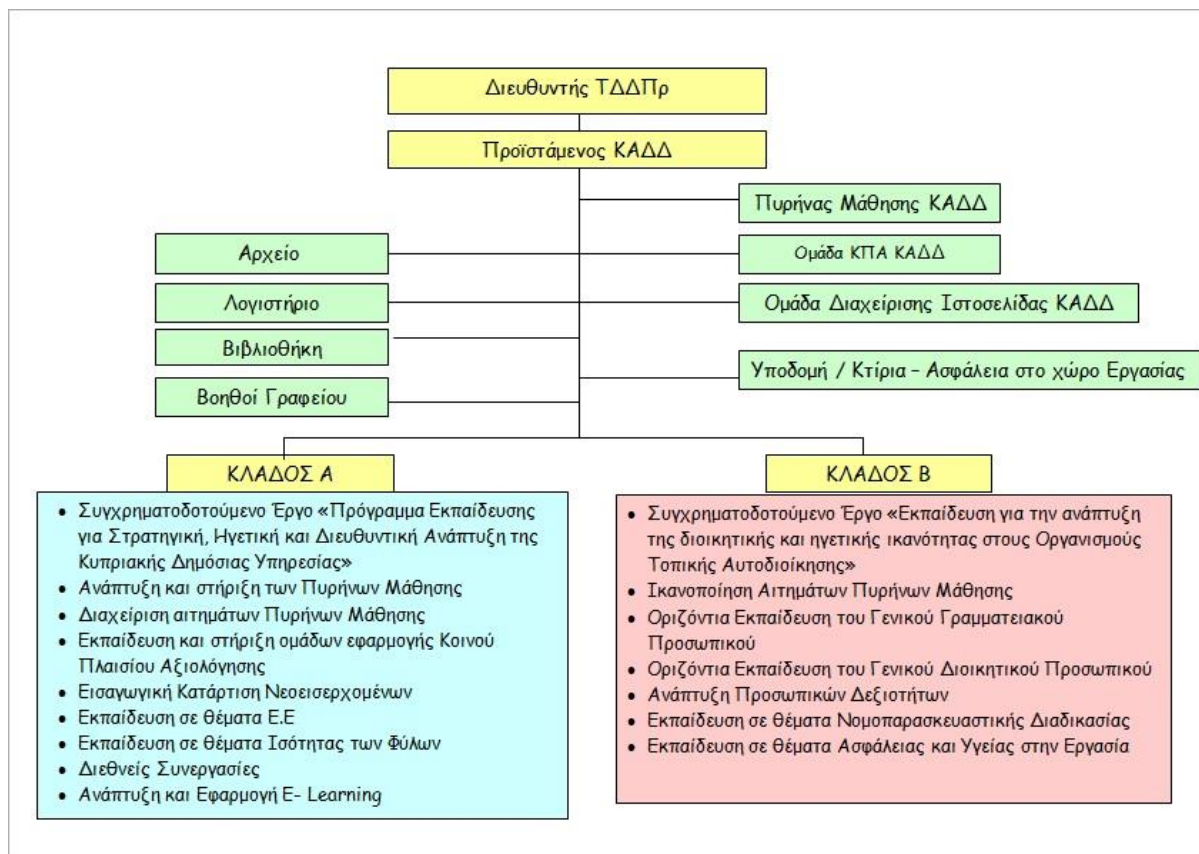 Διευθυντής ΤΔΔΠρ
Προϊστάμενος ΚΑΔΔ
Πυρήνας Μάθησης ΚΑΔΔ
Αρχείο
Ομάδα ΚΠΑ ΚΑΔΔ
Λογιστήριο
Ομάδα Διαχείρισης Ιστοσελίδας ΚΑΔΔ
Βιβλιοθήκη
Υποδομή / Κτίρια – Ασφάλεια στο χώρο Εργασίας
Βοηθοί Γραφείου
ΚΛΑΔΟΣ Α
• Συγχρηματοδοτούμενο Έργο «Πρόγραμμα Εκπαίδευσης
για Στρατηγική, Ηγετική και Διευθυντική Ανάπτυξη της
Κυπριακής Δημόσιας Υπηρεσίας»
• Ανάπτυξη και στήριξη των Πυρήνων Μάθησης
• Διαχείριση αιτημάτων Πυρήνων Μάθησης
• Εκπαίδευση και στήριξη ομάδων εφαρμογής Κοινού
Πλαισίου Αξιολόγησης
• Εισαγωγική Κατάρτιση Νεοεισερχομένων
• Εκπαίδευση σε θέματα Ε.Ε
• Εκπαίδευση σε θέματα Ισότητας των Φύλων
• Διεθνείς Συνεργασίες
• Ανάπτυξη και Εφαρμογή E- Learning
ΚΛΑΔΟΣ Β
• Συγχρηματοδοτούμενο Έργο «Εκπαίδευση για την ανάπτυξη
της διοικητικής και ηγετικής ικανότητας στους Οργανισμούς
Τοπικής Αυτοδιοίκησης»
• Ικανοποίηση Αιτημάτων Πυρήνων Μάθησης
• Οριζόντια Εκπαίδευση του Γενικού Γραμματειακού
Προσωπικού
• Οριζόντια Εκπαίδευση του Γενικού Διοικητικού Προσωπικού
• Ανάπτυξη Προσωπικών Δεξιοτήτων
• Εκπαίδευση σε θέματα Νομοπαρασκευαστικής Διαδικασίας
• Εκπαίδευση σε θέματα Ασφάλειας και Υγείας στην Εργασία